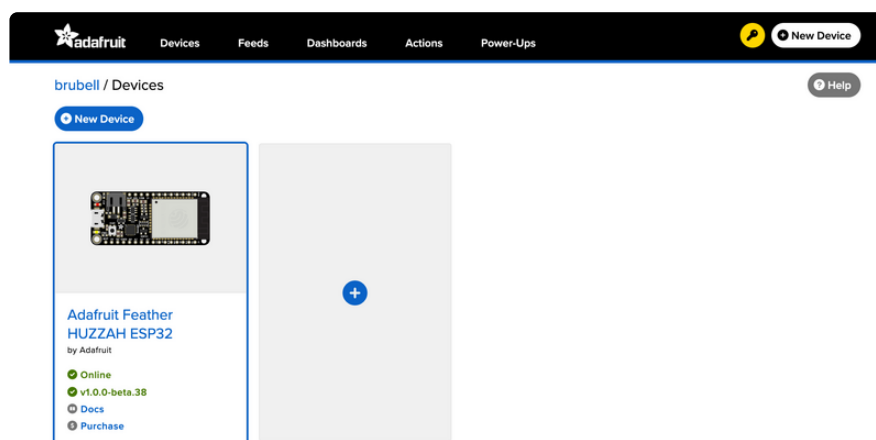 adafruit Devices Feeds Dashboards Actions Power-Ups New Device
brubell / Devices Help
New Device
Adafruit Feather
HUZZAH ESP32
by Adafruit
Online
v1.0.0-beta.38
Docs
Purchase